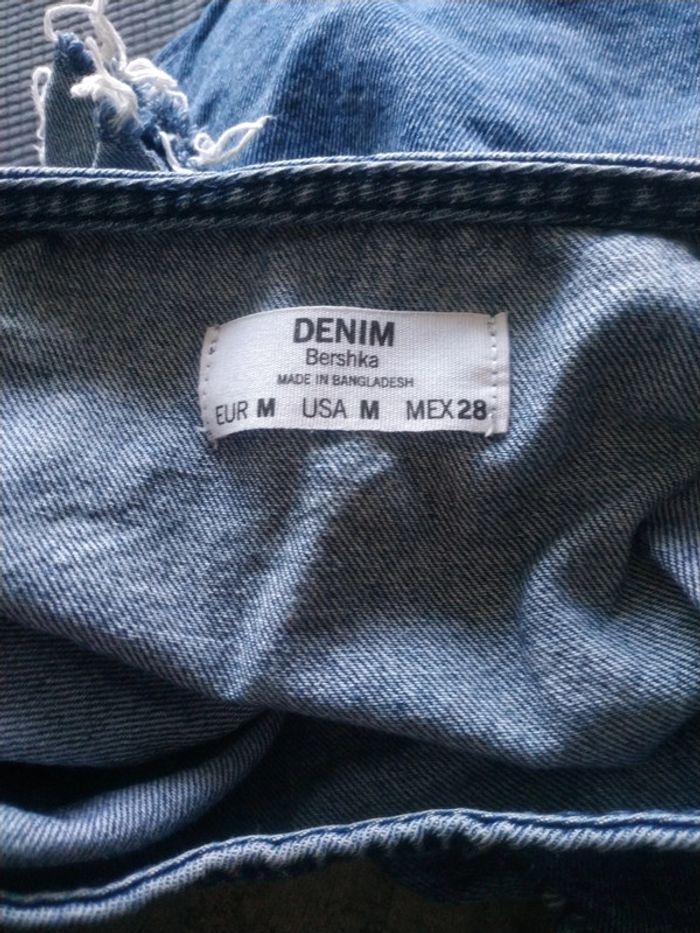 DENIM
Bershka
MADE IN BANGLADESH
EUR M USA M MEX 28